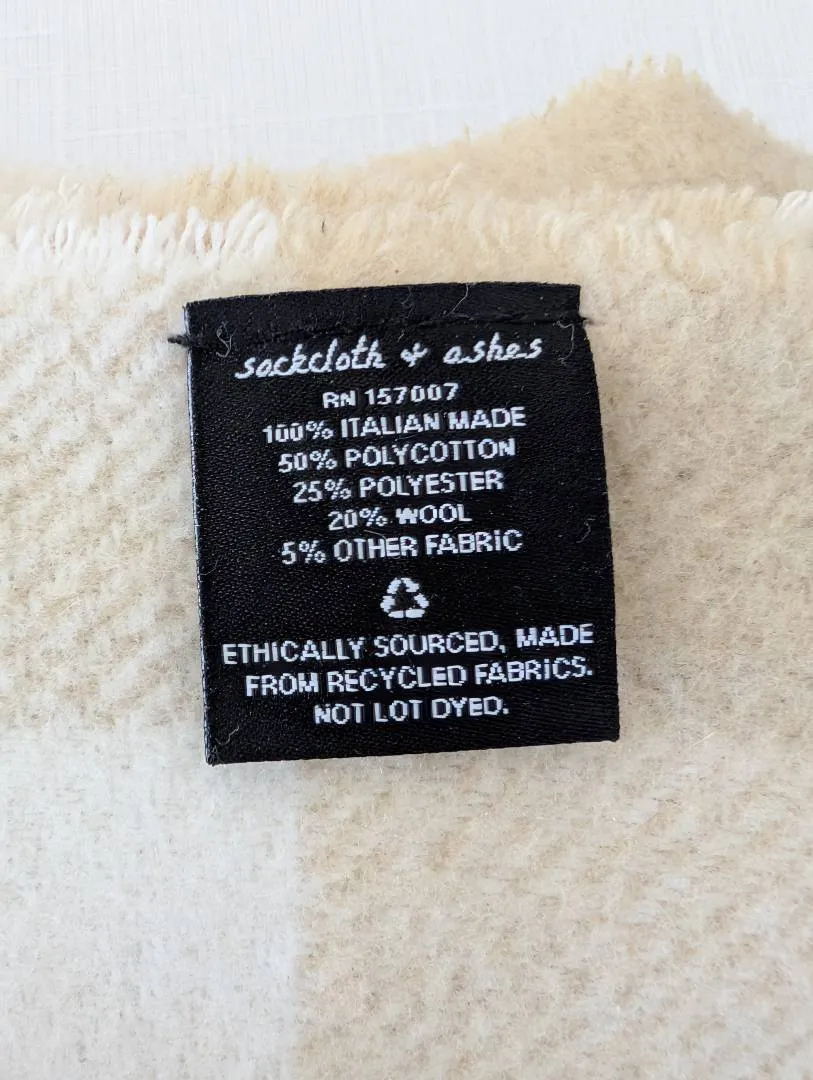 sackcloth & ashes
RN 157007
100% ITALIAN MADE
50% POLYCOTTON
25% POLYESTER
20% WOOL
5% OTHER FABRIC
ETHICALLY SOURCED, MADE
FROM RECYCLED FABRICS.
NOT LOT DYED.